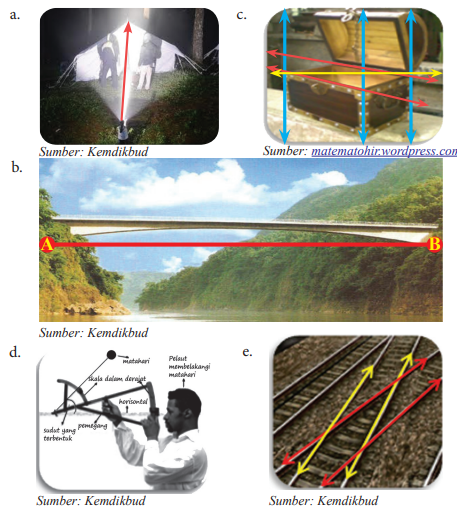 a.
c.
Sumber: Kemdikbud
Sumber: matematohir.wordpress.com
b.
A
B
Sumber: Kemdikbud
d.
matahari
skala dalam derajat
horisontal
pemegang
sudut yang
terbentuk
Pelaut
membelakangi
matahari
Sumber: Kemdikbud
e.
Sumber: Kemdikbud